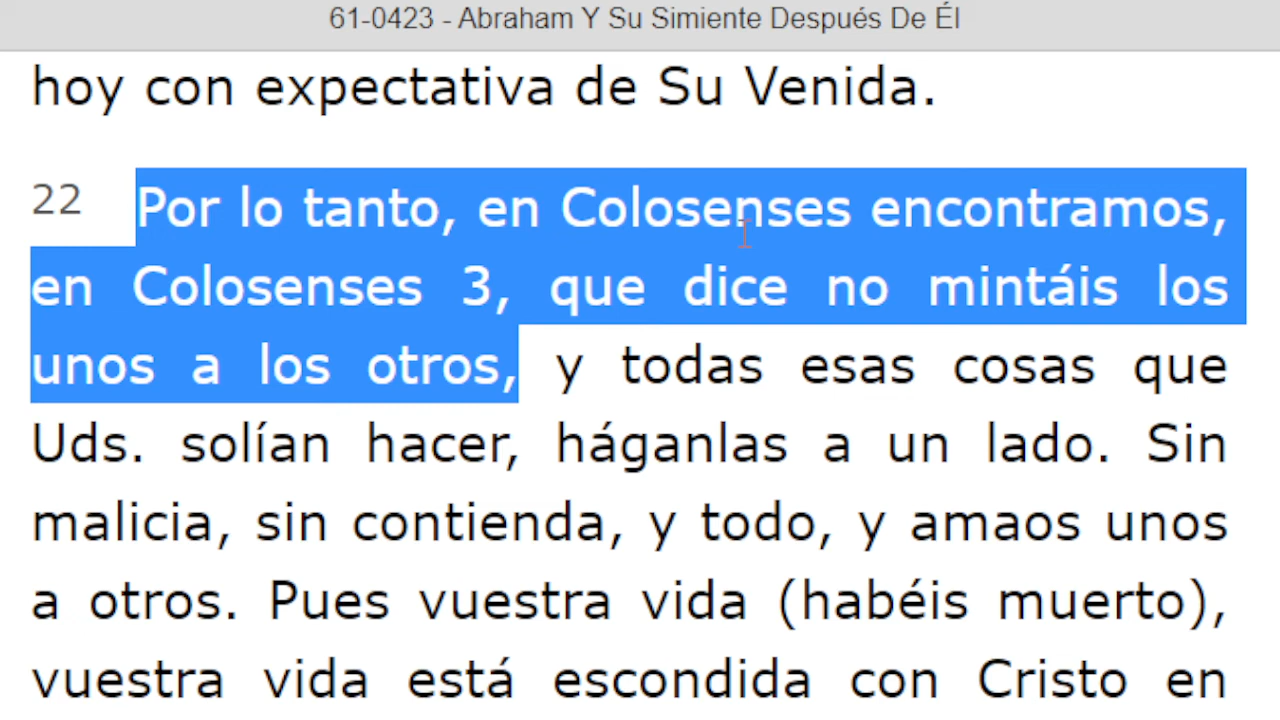 61-0423 - Abraham Y Su Simiente Después De Él
hoy con expectativa de Su Venida.
22 Por lo tanto, en Colosenses encontramos,
en Colosenses 3, que dice no mintáis los
unos a los otros, y todas esas cosas que
Uds. solían hacer, háganlas a un lado. Sin
malicia, sin contienda, y todo, y amaos unos
a otros. Pues vuestra vida (habéis muerto),
vuestra vida está escondida con Cristo en